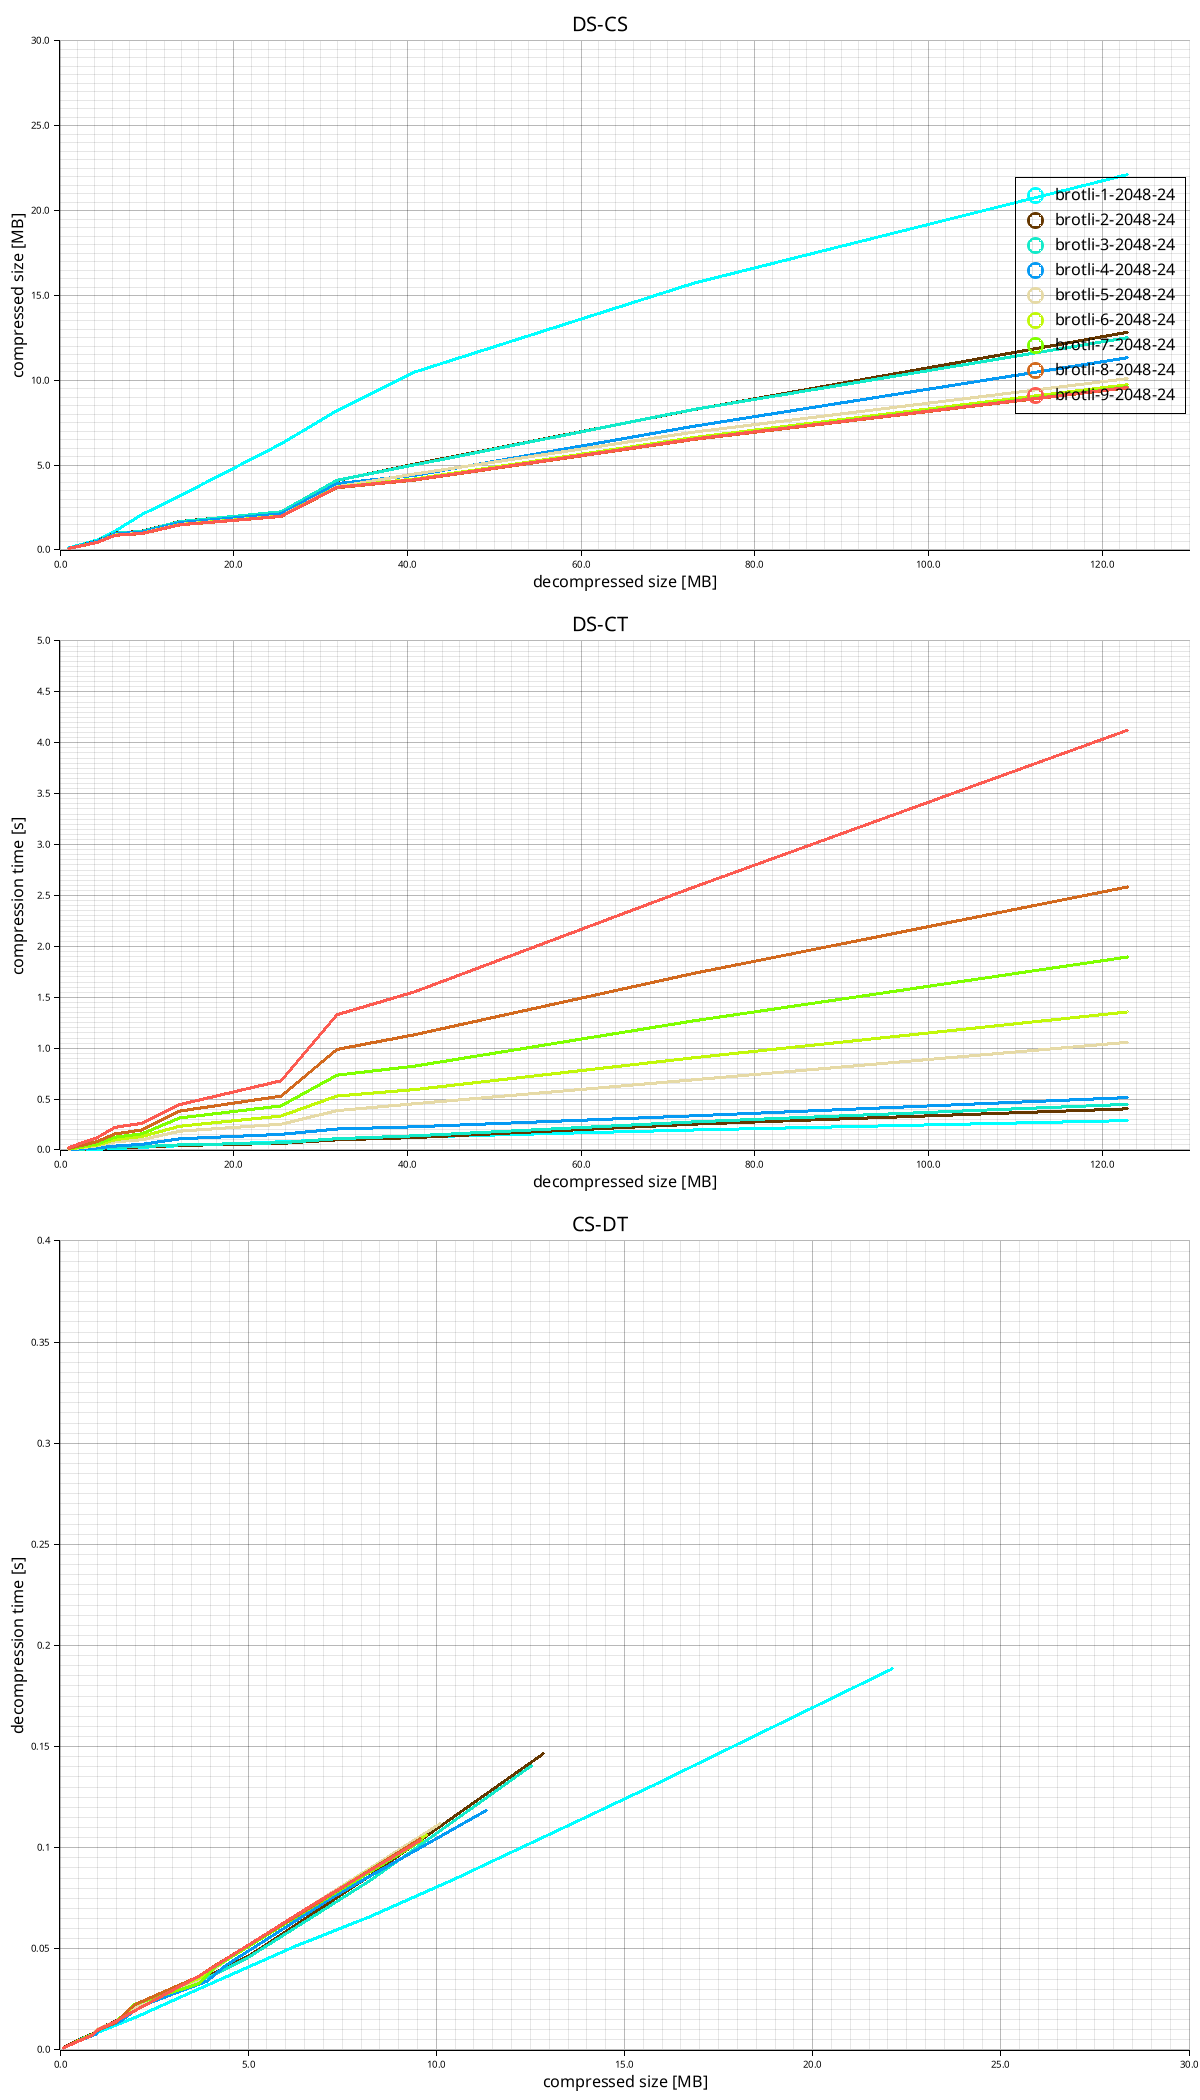 DS-CS
30.0
25.0
20.0
15.0
10.0
5.0
0.0
compressed size [MB]
brotli-1-2048-24
brotli-2-2048-24
brotli-3-2048-24
brotli-4-2048-24
brotli-5-2048-24
brotli-6-2048-24
brotli-7-2048-24
brotli-8-2048-24
brotli-9-2048-24
0.0 20.0 40.0 60.0 80.0 100.0 120.0
decompressed size [MB]
DS-CT
5.0
4.5
4.0
3.5
3.0
2.5
2.0
1.5
1.0
0.5
0.0
compression time [s]
0.0 20.0 40.0 60.0 80.0 100.0 120.0
decompressed size [MB]
CS-DT
0.4
0.35
0.3
0.25
0.2
0.15
0.1
0.05
0.0
decompression time [s]
0.0 5.0 10.0 15.0 20.0 25.0 30.0
compressed size [MB]